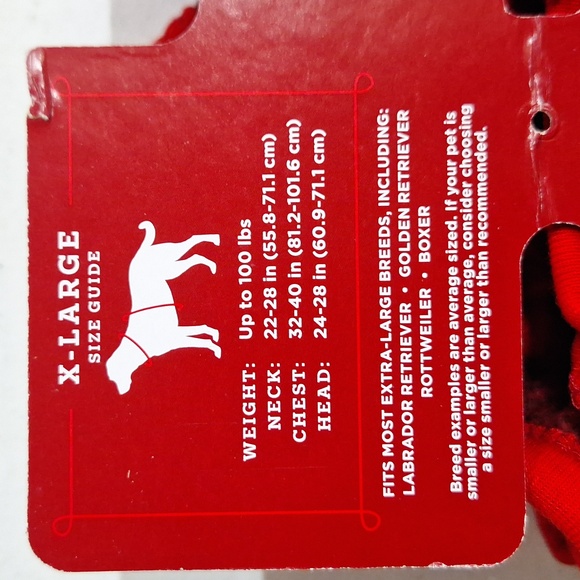 X-LARGE
SIZE GUIDE
WEIGHT: Up to 100 lbs
NECK: 22-28 in (55.8-71.1 cm)
CHEST: 32-40 in (81.2-101.6 cm)
HEAD: 24-28 in (60.9-71.1 cm)
FITS MOST EXTRA-LARGE BREEDS, INCLUDING:
LABRADOR RETRIEVER • GOLDEN RETRIEVER
ROTTWEILER • BOXER
Breed examples are average sized. If your pet is
smaller or larger than average, consider choosing
a size smaller or larger than recommended.